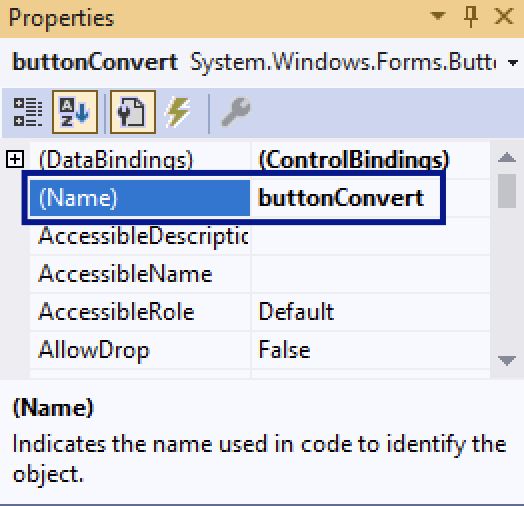 Properties
buttonConvert System.Windows.Forms.Butt
(DataBindings) (ControlBindings)
(Name) buttonConvert
AccessibleDescriptic
AccessibleName
AccessibleRole Default
AllowDrop False
(Name)
Indicates the name used in code to identify the
object.